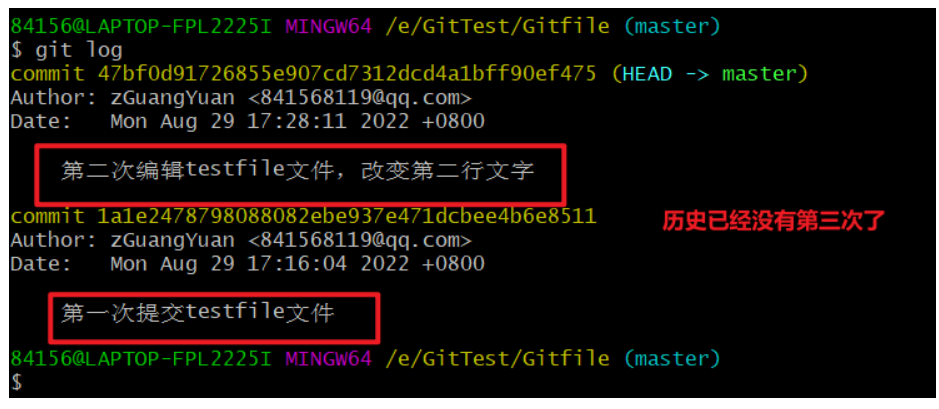 84156@LAPTOP-FPL2225I MINGW64 /e/GitTest/Gitfile (master)
$ git log
commit 47bf0d91726855e907cd7312dcd4a1bff90ef475 (HEAD -> master)
Author: zGuangYuan <841568119@qq.com>
Date:   Mon Aug 29 17:28:11 2022 +0800
第二次编辑testfile文件，改变第二行文字
commit 1a1e2478798088082ebe937e471dcbee4b6e8511
历史已经没有第三次了
Author: zGuangYuan <841568119@qq.com>
Date:   Mon Aug 29 17:16:04 2022 +0800
第一次提交testfile文件
84156@LAPTOP-FPL2225I MINGW64 /e/GitTest/Gitfile (master)
$